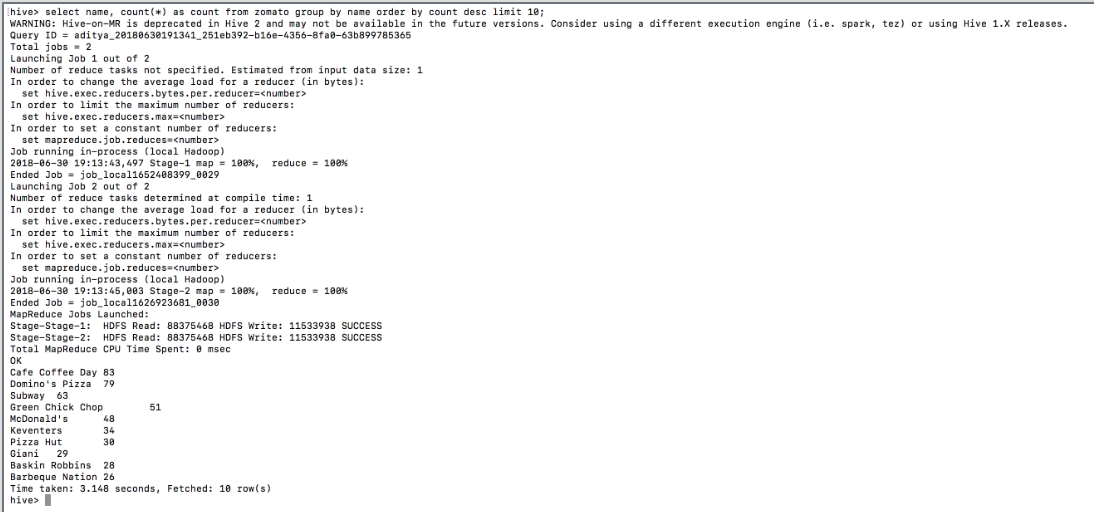 hive> select name, count(*) as count from zomato group by name order by count desc limit 10;
WARNING: Hive-on-MR is deprecated in Hive 2 and may not be available in the future versions. Consider using a different execution engine (i.e. spark, tez) or using Hive 1.X releases.
Query ID = aditya_20180630191341_251eb392-b16e-4356-8fa0-63b899785365
Total jobs = 2
Launching Job 1 out of 2
Number of reduce tasks not specified. Estimated from input data size: 1
In order to change the average load for a reducer (in bytes):
  set hive.exec.reducers.bytes.per.reducer=<number>
In order to limit the maximum number of reducers:
  set hive.exec.reducers.max=<number>
In order to set a constant number of reducers:
  set mapreduce.job.reduces=<number>
Job running in-process (local Hadoop)
2018-06-30 19:13:43,497 Stage-1 map = 100%,  reduce = 100%
Ended Job = job_local1652408399_0029
Launching Job 2 out of 2
Number of reduce tasks determined at compile time: 1
In order to change the average load for a reducer (in bytes):
  set hive.exec.reducers.bytes.per.reducer=<number>
In order to limit the maximum number of reducers:
  set hive.exec.reducers.max=<number>
In order to set a constant number of reducers:
  set mapreduce.job.reduces=<number>
Job running in-process (local Hadoop)
2018-06-30 19:13:45,003 Stage-2 map = 100%,  reduce = 100%
Ended Job = job_local1626923681_0030
MapReduce Jobs Launched:
Stage-Stage-1:  HDFS Read: 88375468 HDFS Write: 11533938 SUCCESS
Stage-Stage-2:  HDFS Read: 88375468 HDFS Write: 11533938 SUCCESS
Total MapReduce CPU Time Spent: 0 msec
OK
Cafe Coffee Day 83
Domino's Pizza  79
Subway  63
Green Chick Chop        51
McDonald's      48
Keventers       34
Pizza Hut       30
Giani   29
Baskin Robbins  28
Barbeque Nation 26
Time taken: 3.148 seconds, Fetched: 10 row(s)
hive>